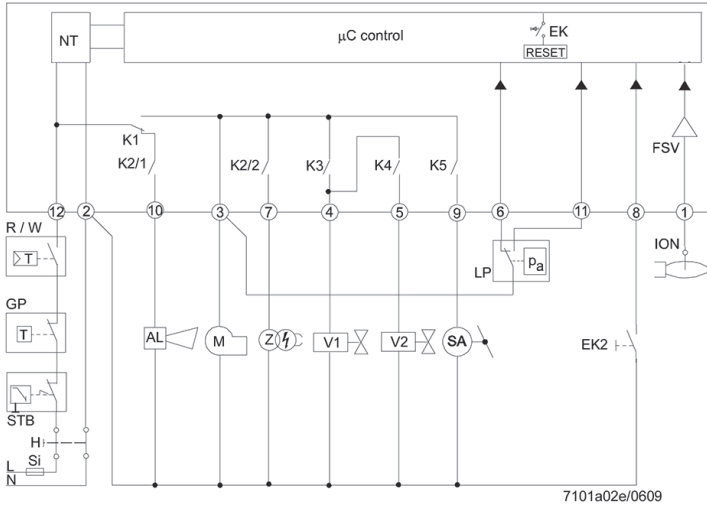 NT
µC control
EK
RESET
K1
K2/1
K2/2
K3
K4
K5
FSV
12
2
10
3
7
4
5
9
6
11
8
1
R / W
T
LP
pa
ION
GP
T
AL
M
Z
V1
V2
SA
EK2
STB
H
Si
L
N
7101a02e/0609